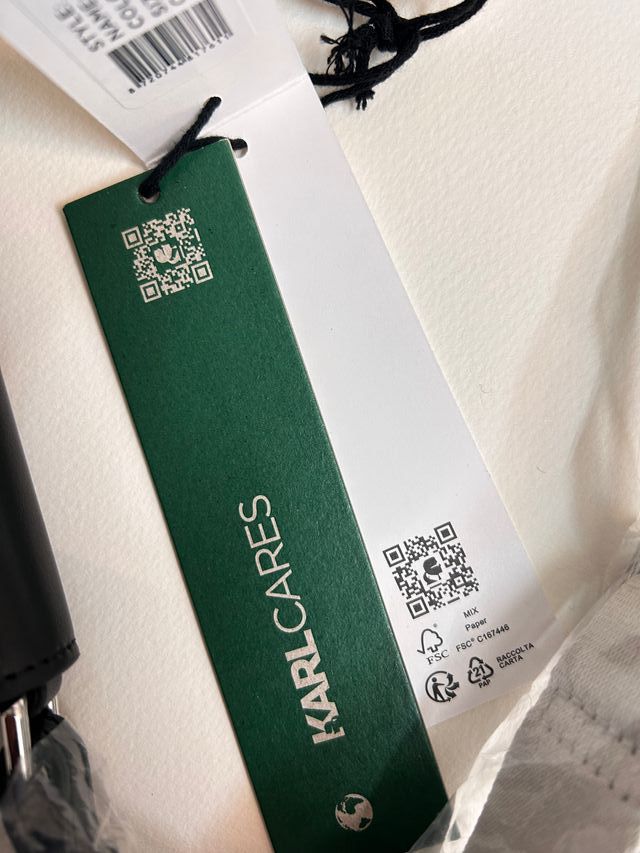 STYLE
NAME
KARLCARES
MIX
Paper
FSC® C167446
FSC
21
PAP
RACCOLTA
CARTA